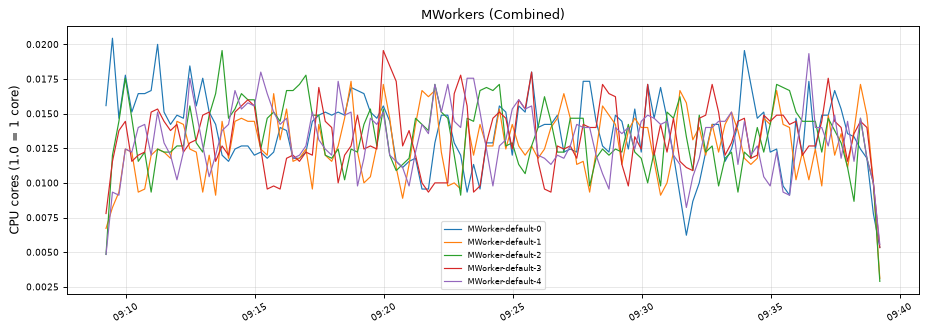 MWorkers (Combined)
CPU cores (1.0 = 1 core)
0.0200
0.0175
0.0150
0.0125
0.0100
0.0075
0.0050
0.0025
MWorker-default-0
MWorker-default-1
MWorker-default-2
MWorker-default-3
MWorker-default-4
09:10
09:15
09:20
09:25
09:30
09:35
09:40